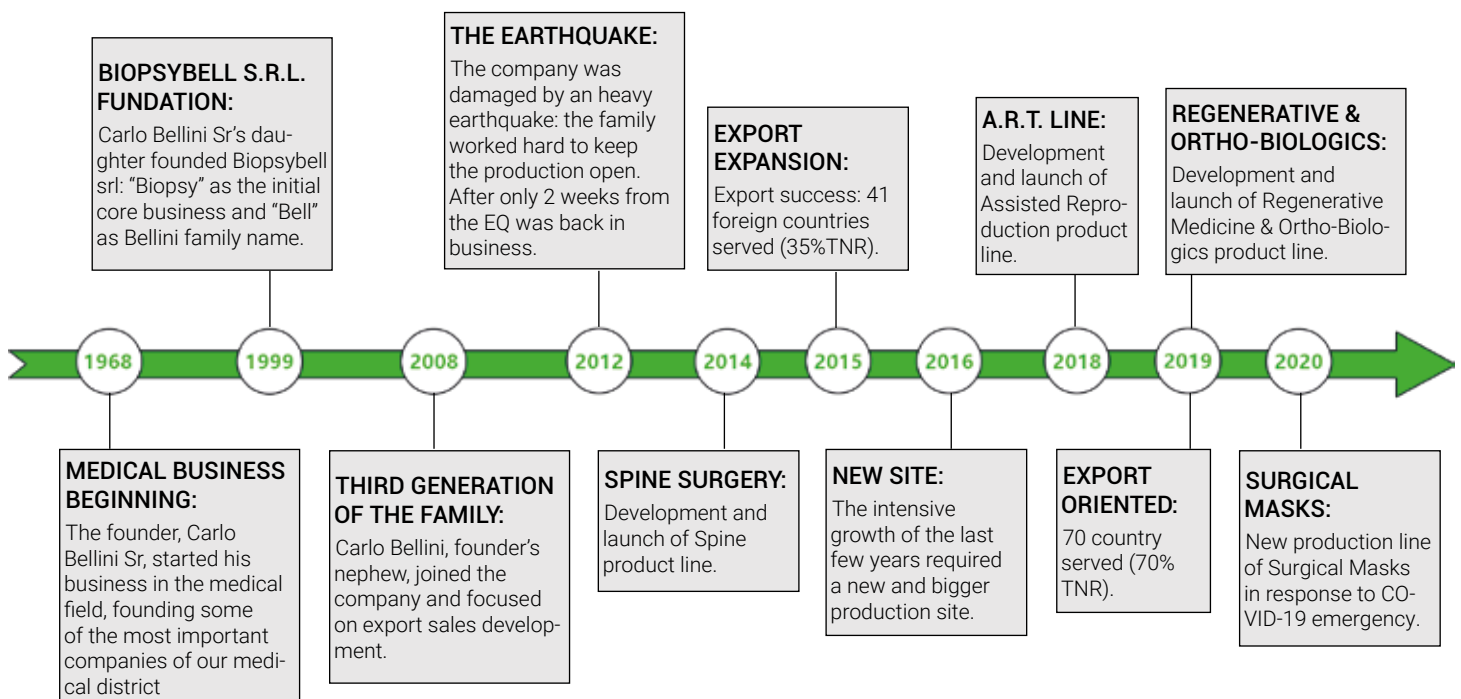 BIOPSYBELL S.R.L.
FUNDATION:
Carlo Bellini Sr's dau-
ghter founded Biopsybell
srl: “Biopsy” as the initial
core business and “Bell”
as Bellini family name.
THE EARTHQUAKE:
The company was
damaged by an heavy
earthquake: the family
worked hard to keep
the production open.
After only 2 weeks from
the EQ was back in
business.
EXPORT
EXPANSION:
Export success: 41
foreign countries
served (35%TNR).
A.R.T. LINE:
Development
and launch of
Assisted Repro-
duction product
line.
REGENERATIVE &
ORTHO-BIOLOGICS:
Development and
launch of Regenerative
Medicine & Ortho-Biolo-
gics product line.
1968
1999
2008
2012
2014
2015
2016
2018
2019
2020
MEDICAL BUSINESS
BEGINNING:
The founder, Carlo
Bellini Sr, started his
business in the medical
field, founding some
of the most important
companies of our medi-
cal district
THIRD GENERATION
OF THE FAMILY:
Carlo Bellini, founder's
nephew, joined the
company and focused
on export sales develop-
ment.
SPINE SURGERY:
Development and
launch of Spine
product line.
NEW SITE:
The intensive
growth of the last
few years required
a new and bigger
production site.
EXPORT
ORIENTED:
70 country
served (70%
TNR).
SURGICAL
MASKS:
New production line
of Surgical Masks
in response to CO-
VID-19 emergency.